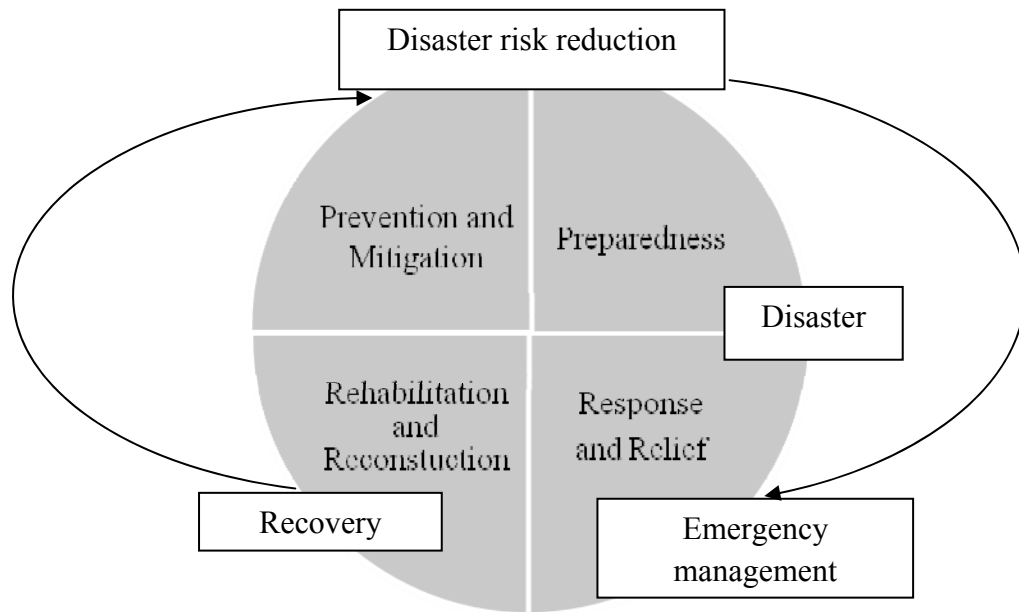 Disaster risk reduction
Prevention and
Mitigation
Preparedness
Disaster
Rehabilitation
and
Reconstuction
Response
and Relief
Recovery
Emergency
management